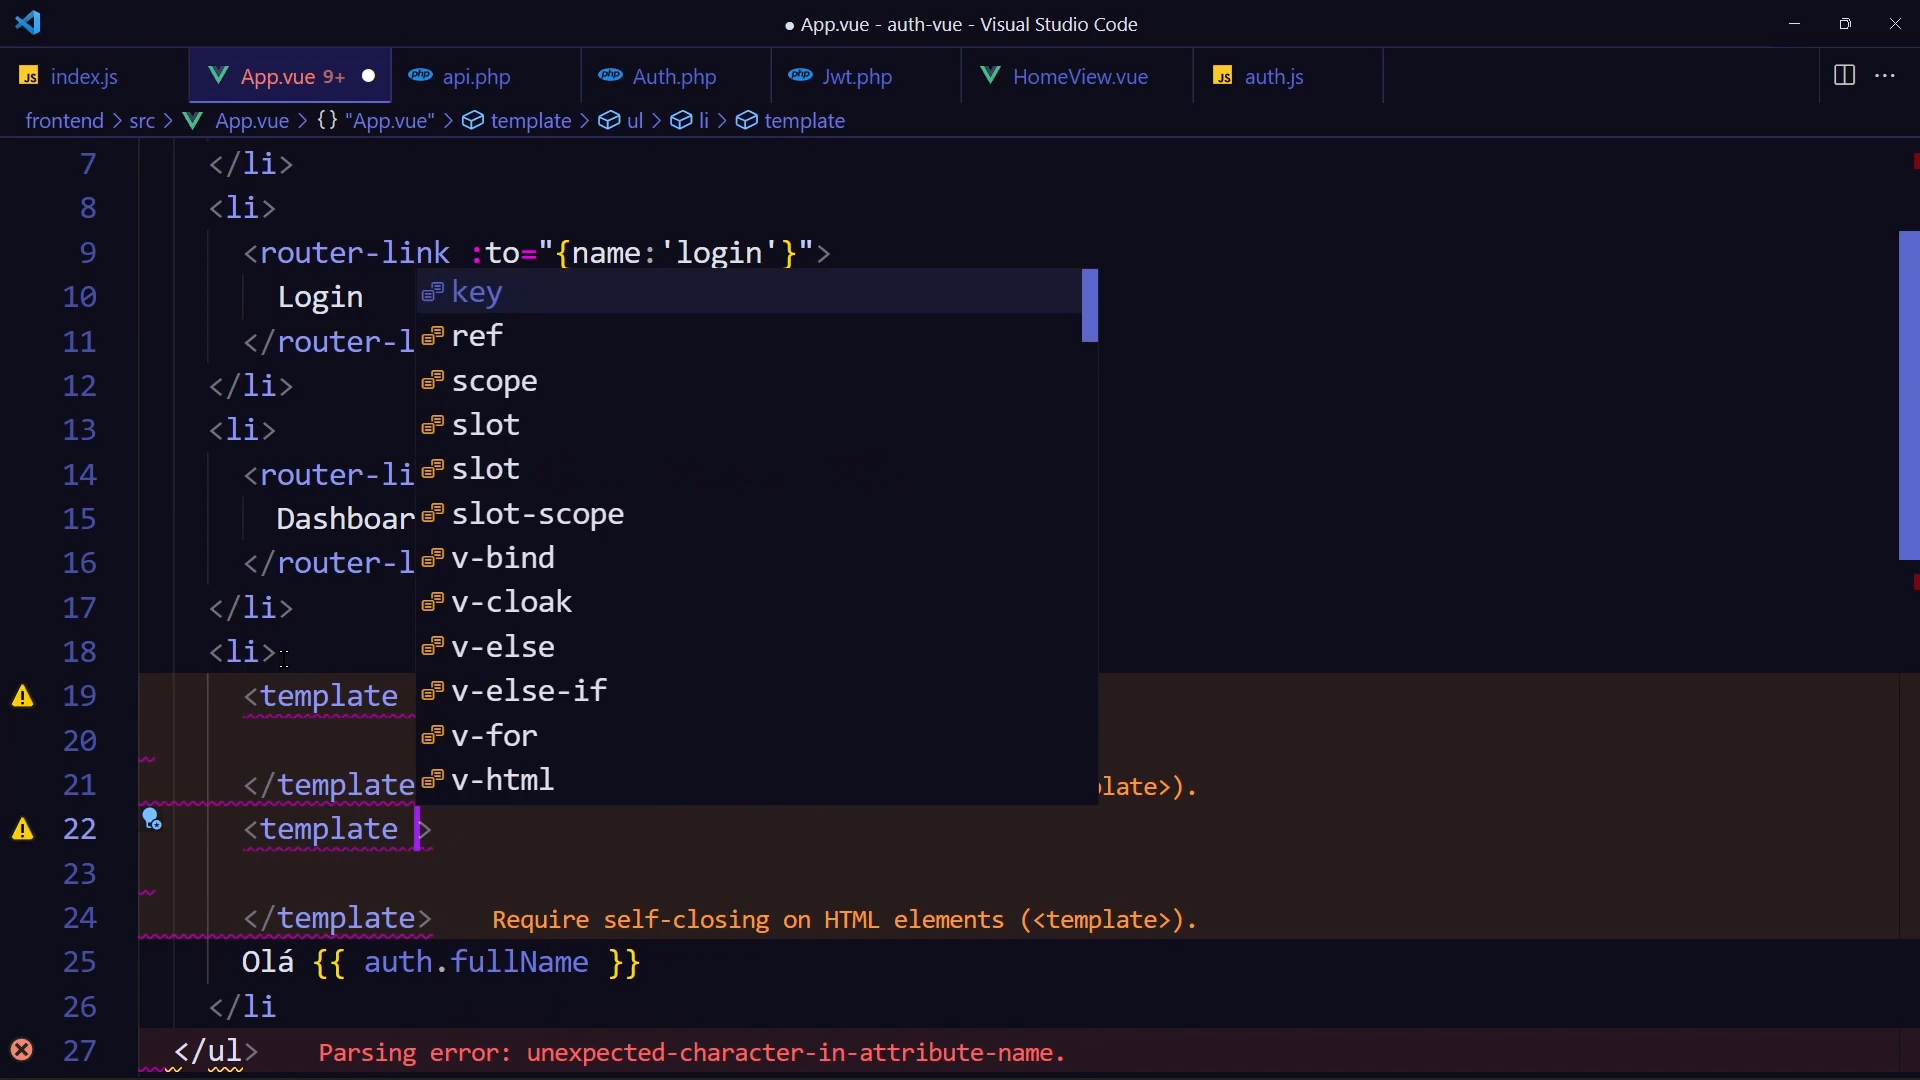 ● App.vue - auth-vue - Visual Studio Code
JS index.js
App.vue 9+ ●
php api.php
php Auth.php
php Jwt.php
HomeView.vue
JS auth.js
frontend > src > App.vue > {} "App.vue" > template > ul > li > template
7 </li>
8 <li>
9 <router-link :to="{name:'login'}">
10 Login
11 </router-l
12 </li>
13 <li>
14 <router-li
15 Dashboar
16 </router-l
17 </li>
18 <li>
19 <template
20
21 </template
22 <template >
23
24 </template> Require self-closing on HTML elements (<template>).
25 Olá {{ auth.fullName }}
26 </li
27 </ul> Parsing error: unexpected-character-in-attribute-name.
key
ref
scope
slot
slot
slot-scope
v-bind
v-cloak
v-else
v-else-if
v-for
v-html
late>).